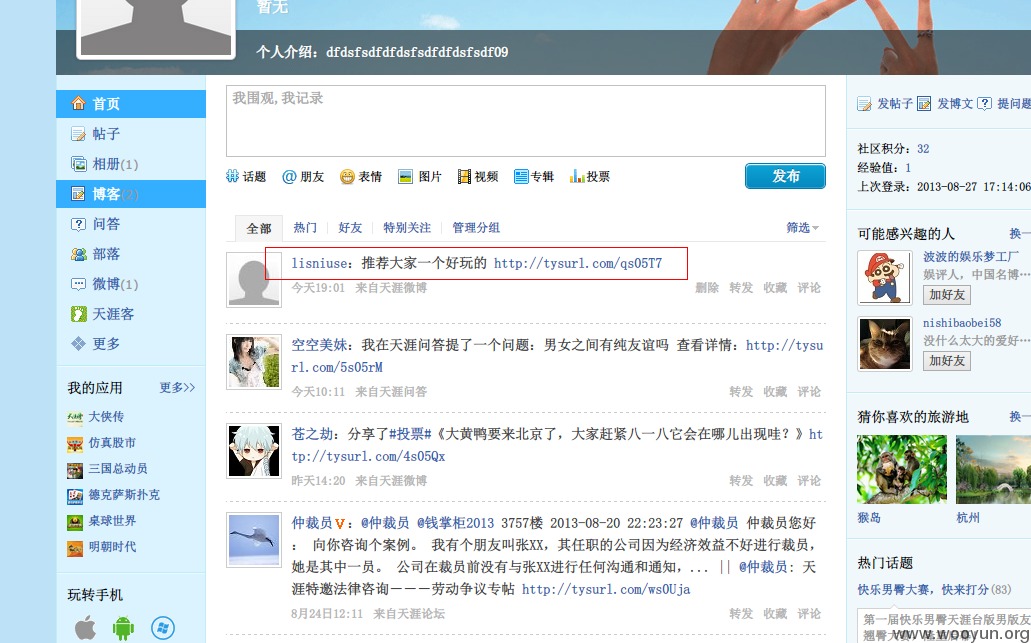 暂无
个人介绍：dfdsfsdfdfdsfsdfdfdsfsdf09
首页
帖子
相册(1)
博客(2)
问答
部落
微博(1)
天涯客
更多
我的应用 更多>>
大侠传
仿真股市
三国总动员
德克萨斯扑克
桌球世界
明朝时代
玩转手机
我围观,我记录
话题 @朋友 表情 图片 视频 专辑 投票 发布
全部 热门 好友 特别关注 管理分组 筛选
lisniuse：推荐大家一个好玩的 http://tysurl.com/qs05T7
今天19:01 来自天涯微博 删除 转发 收藏 评论
空空美妹：我在天涯问答提了一个问题：男女之间有纯友谊吗 查看详情：http://tysu
rl.com/5s05rM
今天10:11 来自天涯问答 转发 收藏 评论
苍之劫：分享了#投票#《大黄鸭要来北京了，大家赶紧八一八它会在哪儿出现哇？》ht
tp://tysurl.com/4s05Qx
昨天14:20 来自天涯微博 转发 收藏 评论
仲裁员V：@仲裁员 @钱掌柜2013 3757楼 2013-08-20 22:23:27 @仲裁员 仲裁员您好
： 向你咨询个案例。 我有个朋友叫张XX，其任职的公司因为经济效益不好进行裁员，
她是其中一员。 公司在裁员前没有与张XX进行任何沟通和通知，... || @仲裁员：天
涯特邀法律咨询－－－劳动争议专帖 http://tysurl.com/ws0Uja
8月24日12:11 来自天涯论坛 转发 收藏 评论
发帖子 发博文 提问题
社区积分：32
经验值：1
上次登录：2013-08-27 17:14:06
可能感兴趣的人 换一
波波的娱乐梦工厂
娱评人，中国名博…
加好友
nishibaobei58
没什么太大的爱好…
加好友
猜你喜欢的旅游地 换一
猴岛 杭州
热门话题
快乐男臀大赛，快来打分(83)
第一届快乐男臀天涯台版男版
www.wooyun.org